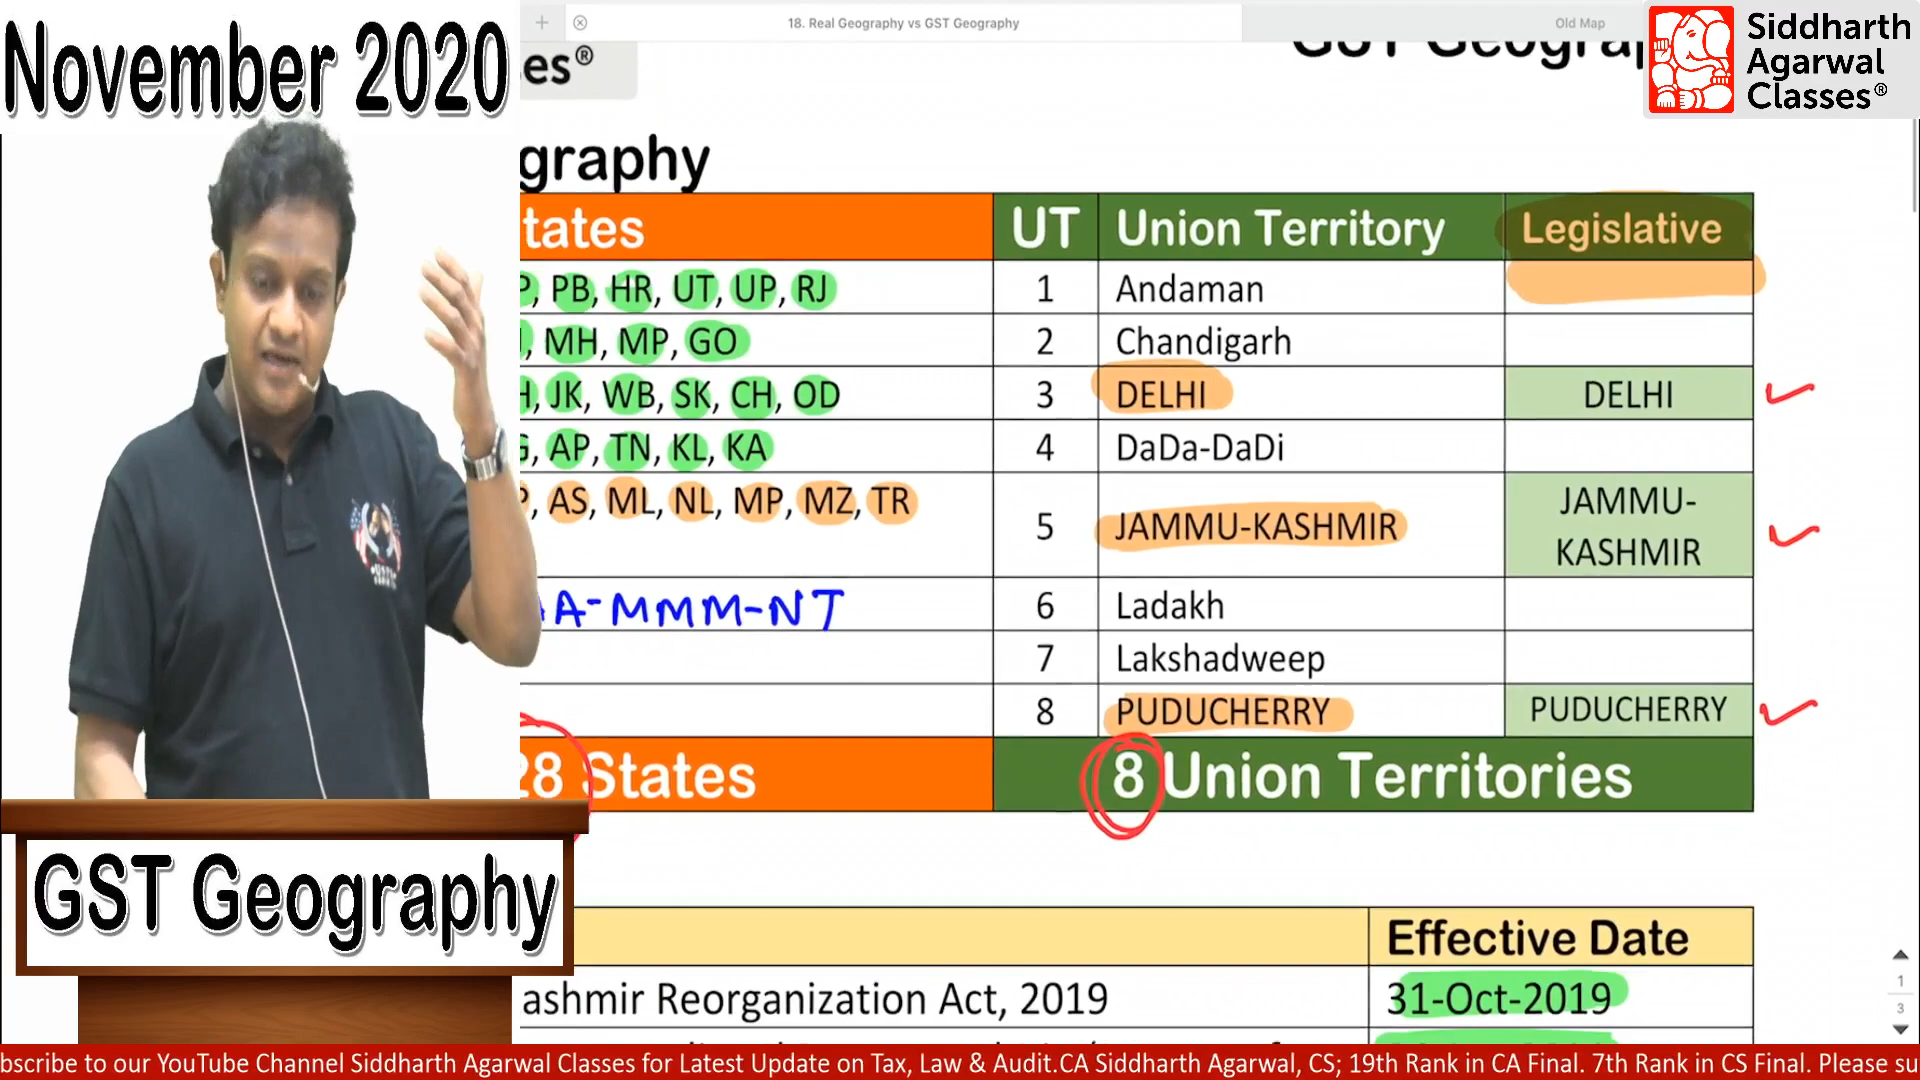 November 2020
18. Real Geography vs GST Geography
Old Map
Siddharth
Agarwal
Classes®
es®
GST Geograp
graphy
tates
UT
Union Territory
Legislative
P, PB, HR, UT, UP, RJ
1
Andaman
, MH, MP, GO
2
Chandigarh
H, JK, WB, SK, CH, OD
3
DELHI
DELHI
G, AP, TN, KL, KA
4
DaDa-DaDi
P, AS, ML, NL, MP, MZ, TR
5
JAMMU-KASHMIR
JAMMU-
KASHMIR
A-MMM-NT
6
Ladakh
7
Lakshadweep
8
PUDUCHERRY
PUDUCHERRY
28 States
8 Union Territories
GST Geography
Effective Date
ashmir Reorganization Act, 2019
31-Oct-2019
1
3
bscribe to our YouTube Channel Siddharth Agarwal Classes for Latest Update on Tax, Law & Audit.CA Siddharth Agarwal, CS; 19th Rank in CA Final. 7th Rank in CS Final. Please su